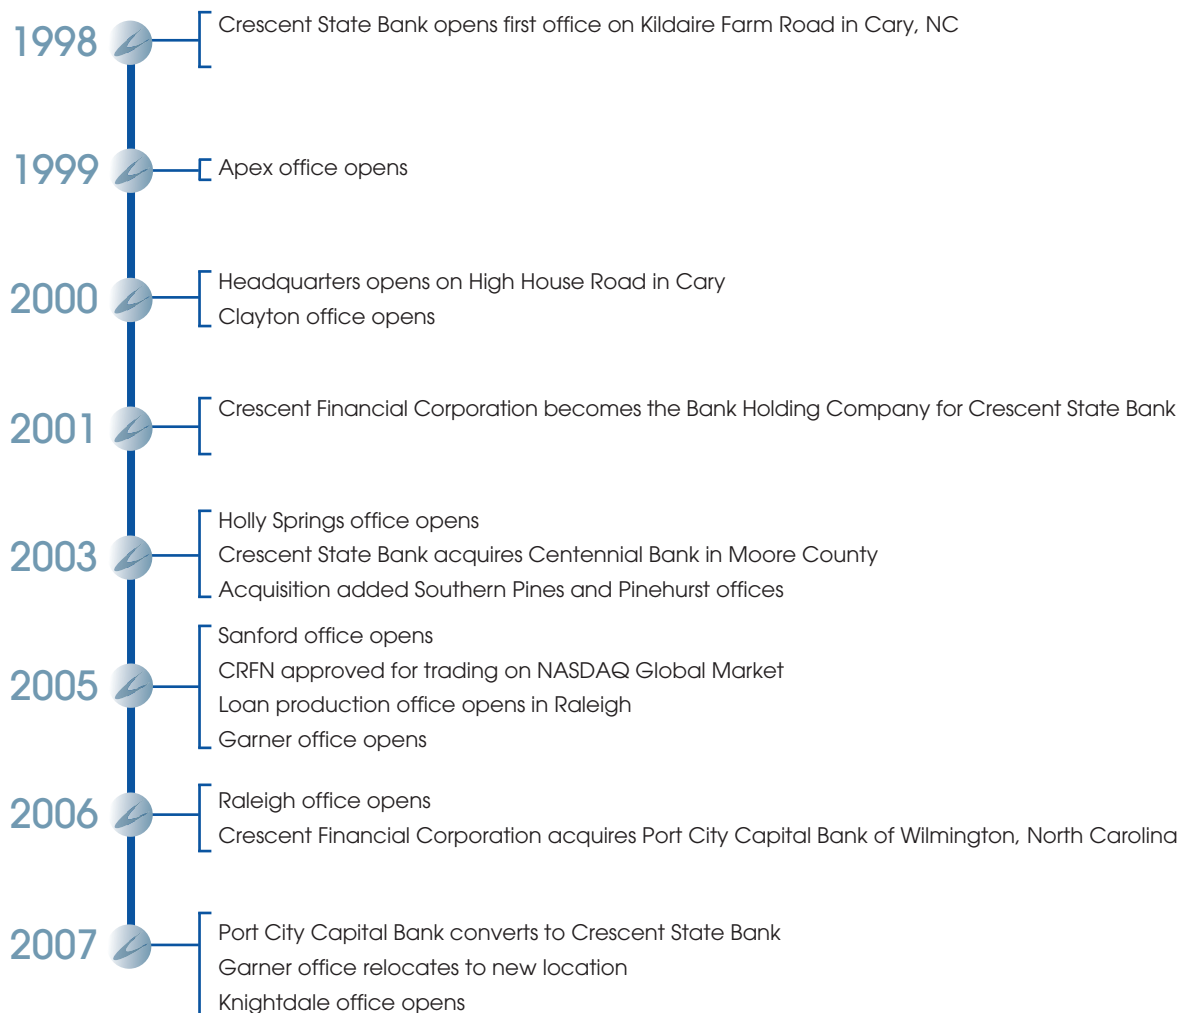 1998
Crescent State Bank opens first office on Kildaire Farm Road in Cary, NC
1999
Apex office opens
2000
Headquarters opens on High House Road in Cary
Clayton office opens
2001
Crescent Financial Corporation becomes the Bank Holding Company for Crescent State Bank
2003
Holly Springs office opens
Crescent State Bank acquires Centennial Bank in Moore County
Acquisition added Southern Pines and Pinehurst offices
2005
Sanford office opens
CRFN approved for trading on NASDAQ Global Market
Loan production office opens in Raleigh
Garner office opens
2006
Raleigh office opens
Crescent Financial Corporation acquires Port City Capital Bank of Wilmington, North Carolina
2007
Port City Capital Bank converts to Crescent State Bank
Garner office relocates to new location
Knightdale office opens